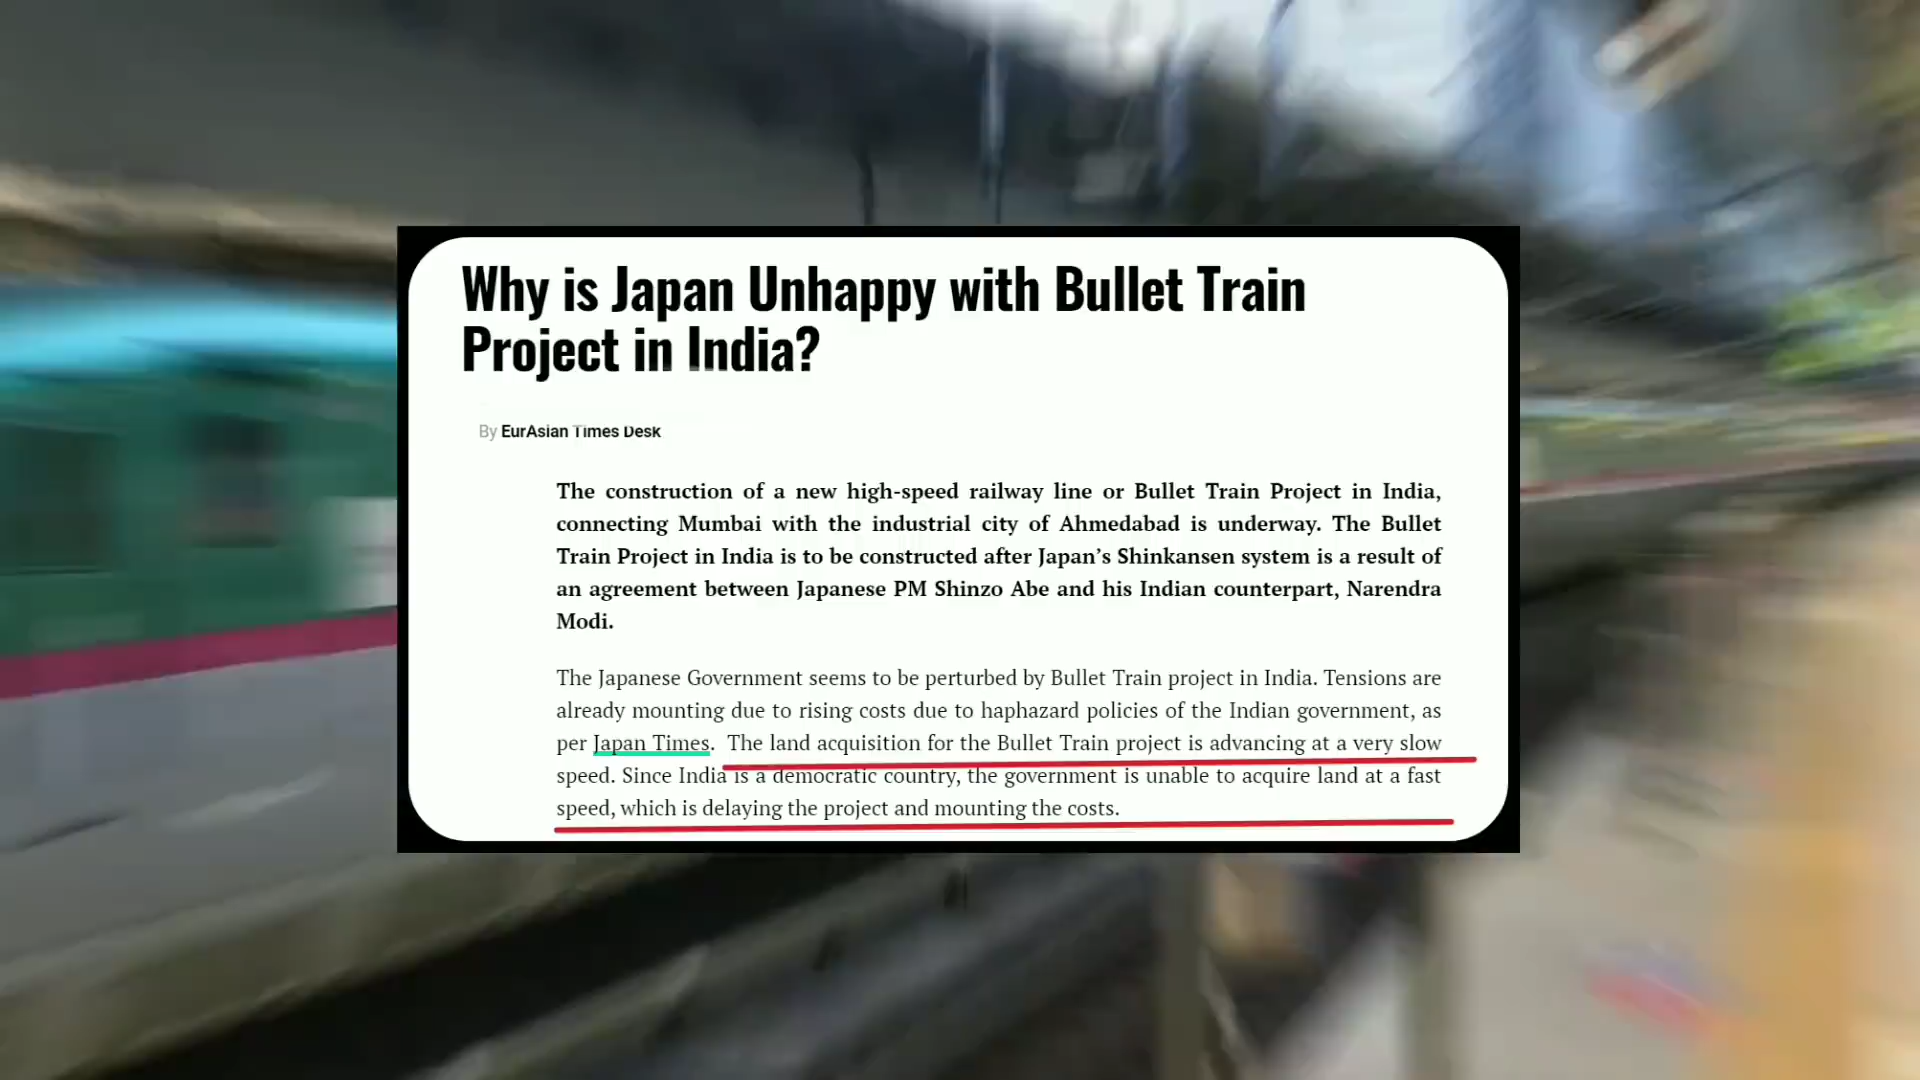 Why is Japan Unhappy with Bullet Train
Project in India?
By EurAsian Times Desk
The construction of a new high-speed railway line or Bullet Train Project in India,
connecting Mumbai with the industrial city of Ahmedabad is underway. The Bullet
Train Project in India is to be constructed after Japan’s Shinkansen system is a result of
an agreement between Japanese PM Shinzo Abe and his Indian counterpart, Narendra
Modi.
The Japanese Government seems to be perturbed by Bullet Train project in India. Tensions are
already mounting due to rising costs due to haphazard policies of the Indian government, as
per Japan Times. The land acquisition for the Bullet Train project is advancing at a very slow
speed. Since India is a democratic country, the government is unable to acquire land at a fast
speed, which is delaying the project and mounting the costs.